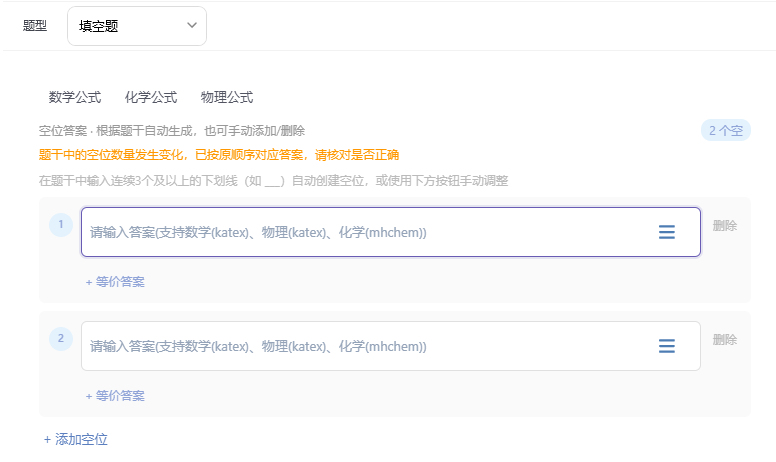 题型 填空题
数学公式 化学公式 物理公式
空位答案 · 根据题干自动生成，也可手动添加/删除 2 个空
题干中的空位数量发生变化，已按原顺序对应答案，请核对是否正确
在题干中输入连续3个及以上的下划线（如 ___）自动创建空位，或使用下方按钮手动调整
1 请输入答案(支持数学(katex)、物理(katex)、化学(mhchem)) 删除
+ 等价答案
2 请输入答案(支持数学(katex)、物理(katex)、化学(mhchem)) 删除
+ 等价答案
+ 添加空位